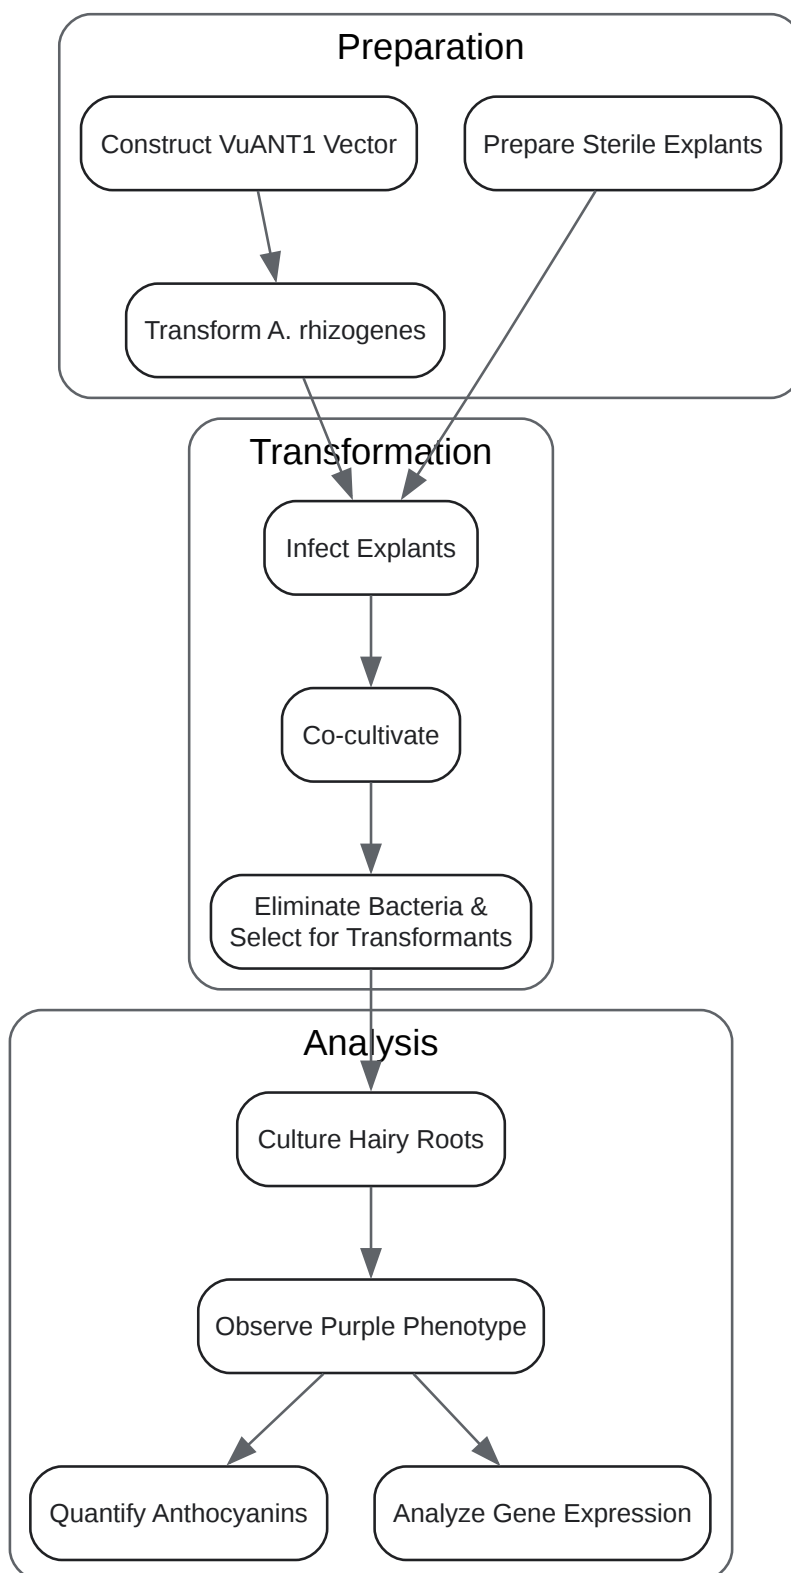 Preparation
Construct VuANT1 Vector
Prepare Sterile Explants
Transform A. rhizogenes
Transformation
Infect Explants
Co-cultivate
Eliminate Bacteria &
Select for Transformants
Analysis
Culture Hairy Roots
Observe Purple Phenotype
Quantify Anthocyanins
Analyze Gene Expression